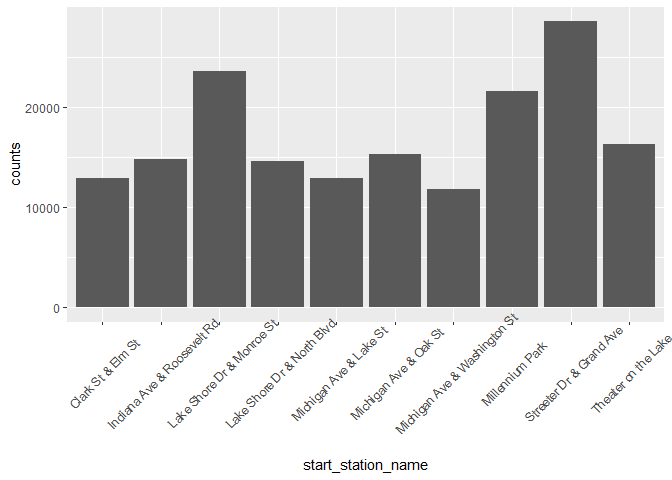 counts
20000
10000
0
Clark St & Elm St
Indiana Ave & Roosevelt Rd
Lake Shore Dr & Monroe St
Lake Shore Dr & North Blvd
Michigan Ave & Lake St
Michigan Ave & Oak St
Michigan Ave & Washington St
Millennium Park
Streeter Dr & Grand Ave
Theater on the Lake
start_station_name